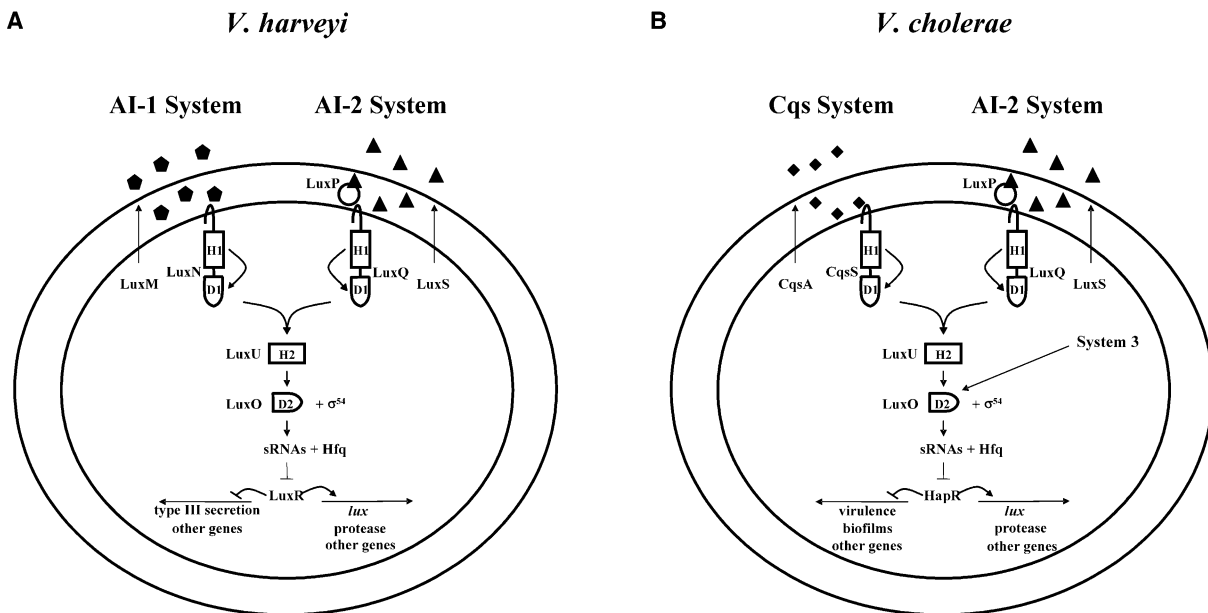 A
V. harveyi
AI-1 System
AI-2 System
LuxP
H1
H1
LuxN
LuxQ
LuxM
D1
D1
LuxS
LuxU
H2
LuxO
D2
+ σ⁵⁴
sRNAs + Hfq
LuxR
type III secretion
other genes
lux
protease
other genes
B
V. cholerae
Cqs System
AI-2 System
LuxP
H1
H1
CqsS
LuxQ
CqsA
D1
D1
LuxS
LuxU
H2
System 3
LuxO
D2
+ σ⁵⁴
sRNAs + Hfq
HapR
virulence
biofilms
other genes
lux
protease
other genes